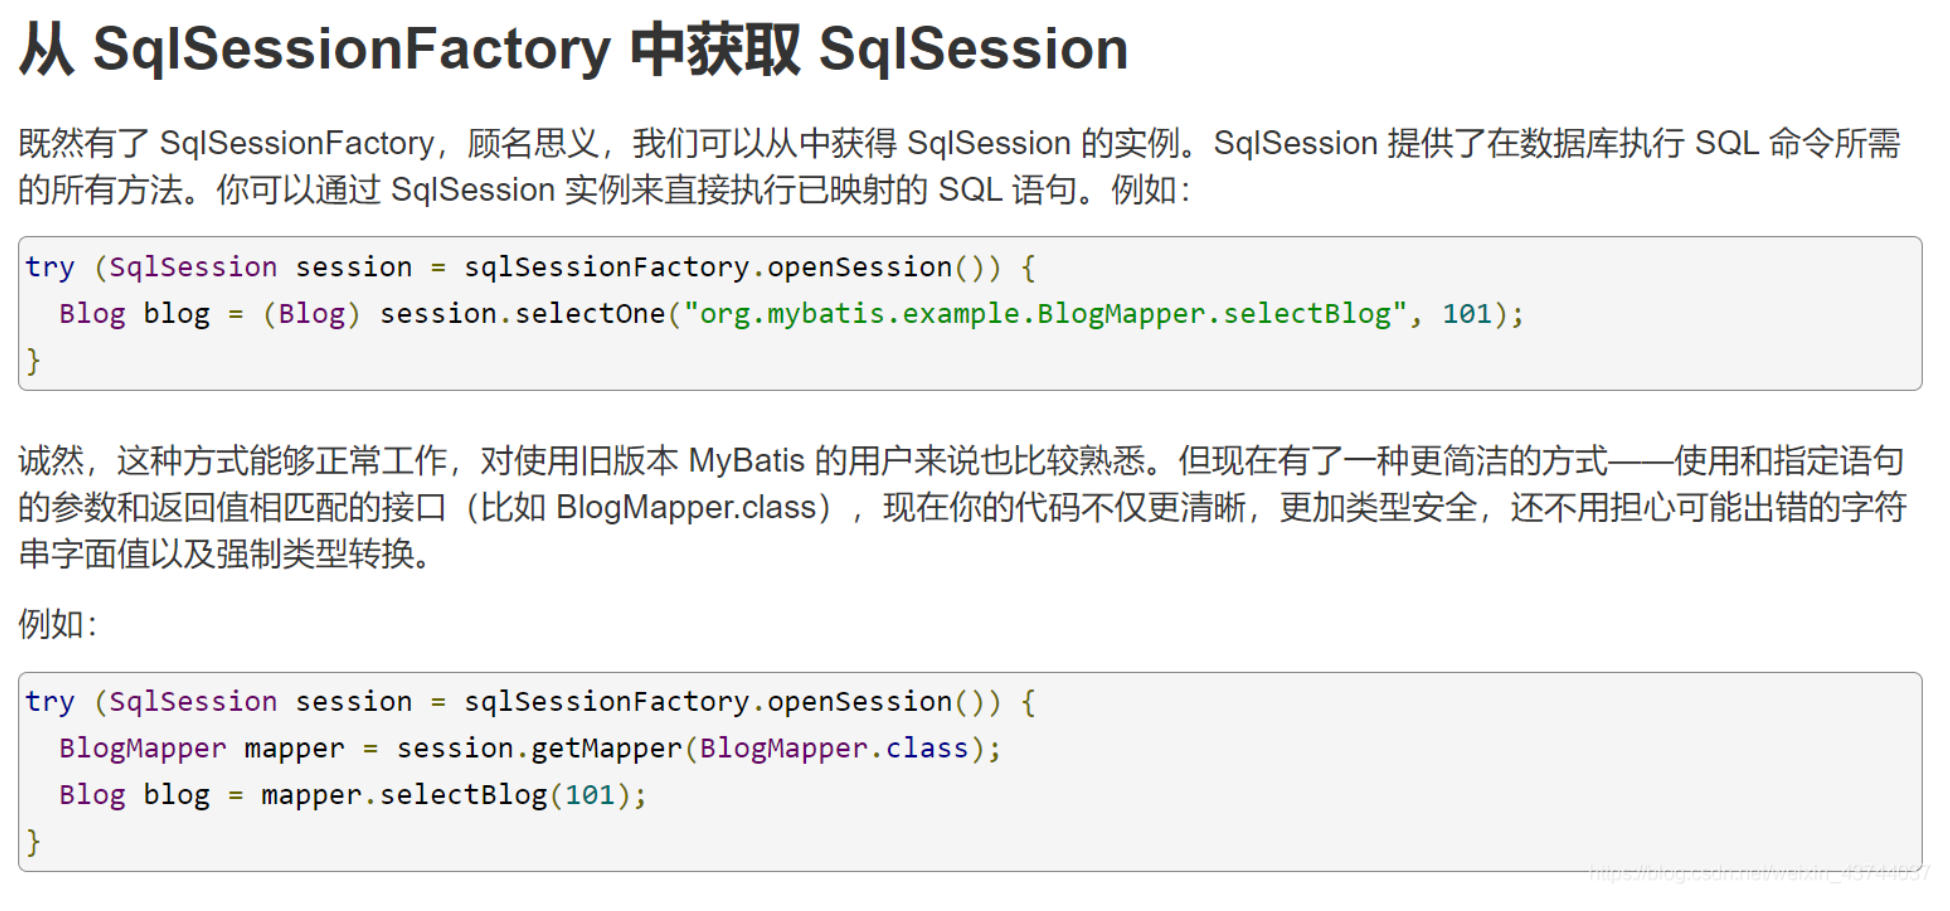 从 SqlSessionFactory 中获取 SqlSession
既然有了 SqlSessionFactory，顾名思义，我们可以从中获得 SqlSession 的实例。SqlSession 提供了在数据库执行 SQL 命令所需
的所有方法。你可以通过 SqlSession 实例来直接执行已映射的 SQL 语句。例如：
try (SqlSession session = sqlSessionFactory.openSession()) {
  Blog blog = (Blog) session.selectOne("org.mybatis.example.BlogMapper.selectBlog", 101);
}
诚然，这种方式能够正常工作，对使用旧版本 MyBatis 的用户来说也比较熟悉。但现在有了一种更简洁的方式——使用和指定语句
的参数和返回值相匹配的接口（比如 BlogMapper.class），现在你的代码不仅更清晰，更加类型安全，还不用担心可能出错的字符
串字面值以及强制类型转换。
例如：
try (SqlSession session = sqlSessionFactory.openSession()) {
  BlogMapper mapper = session.getMapper(BlogMapper.class);
  Blog blog = mapper.selectBlog(101);
}
https://blog.csdn.net/weixin_43744037